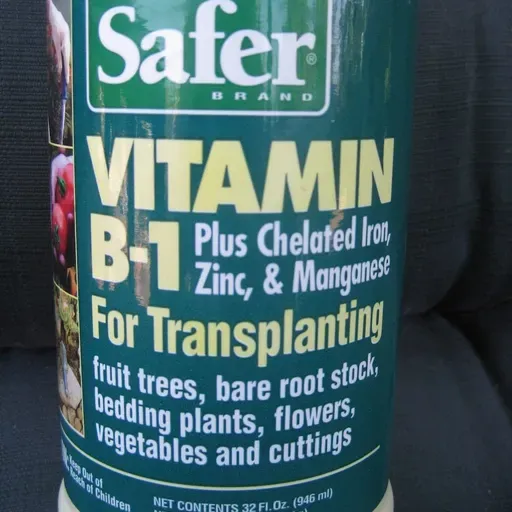 Safer®
BRAND
VITAMIN
B-1 Plus Chelated Iron,
Zinc, & Manganese
For Transplanting
fruit trees, bare root stock,
bedding plants, flowers,
vegetables and cuttings
Keep Out of
Reach of Children
NET CONTENTS 32 FL. Oz. (946 ml)